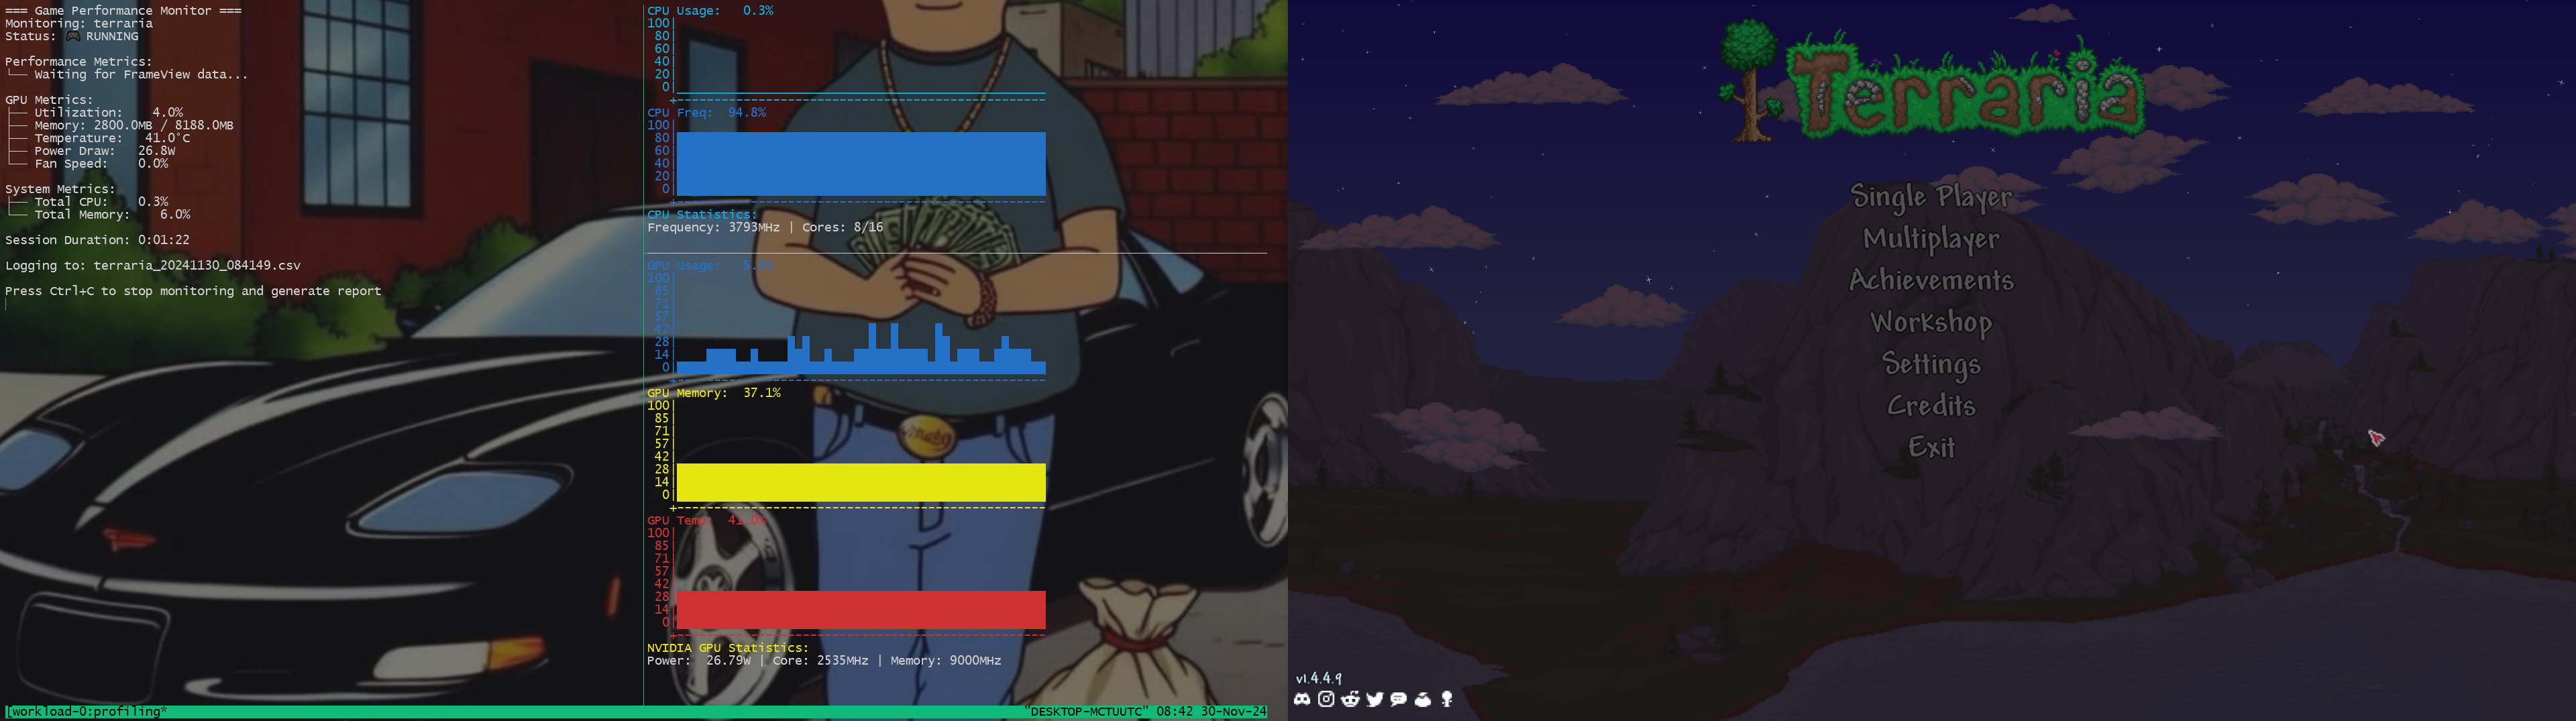 === Game Performance Monitor ===
Monitoring: terraria
Status: 🎮 RUNNING
Performance Metrics:
└── Waiting for FrameView data...
GPU Metrics:
├── Utilization:    4.0%
├── Memory: 2800.0MB / 8188.0MB
├── Temperature:   41.0°C
├── Power Draw:   26.8W
└── Fan Speed:    0.0%
System Metrics:
├── Total CPU:    0.3%
└── Total Memory:    6.0%
Session Duration: 0:01:22
Logging to: terraria_20241130_084149.csv
Press Ctrl+C to stop monitoring and generate report
CPU Usage:   0.3%
100
80
60
40
20
0
CPU Freq:  94.8%
100
80
60
40
20
0
CPU Statistics:
Frequency: 3793MHz | Cores: 8/16
GPU Usage:   5.0%
100
85
71
57
42
28
14
0
GPU Memory:  37.1%
100
85
71
57
42
28
14
0
GPU Temp:  41.0%
100
85
71
57
42
28
14
0
NVIDIA GPU Statistics:
Power:  26.79W | Core: 2535MHz | Memory: 9000MHz
[workload-0:profiling*
"DESKTOP-MCTUUTC" 08:42 30-Nov-24
Terraria
Single Player
Multiplayer
Achievements
Workshop
Settings
Credits
Exit
v1.4.4.9